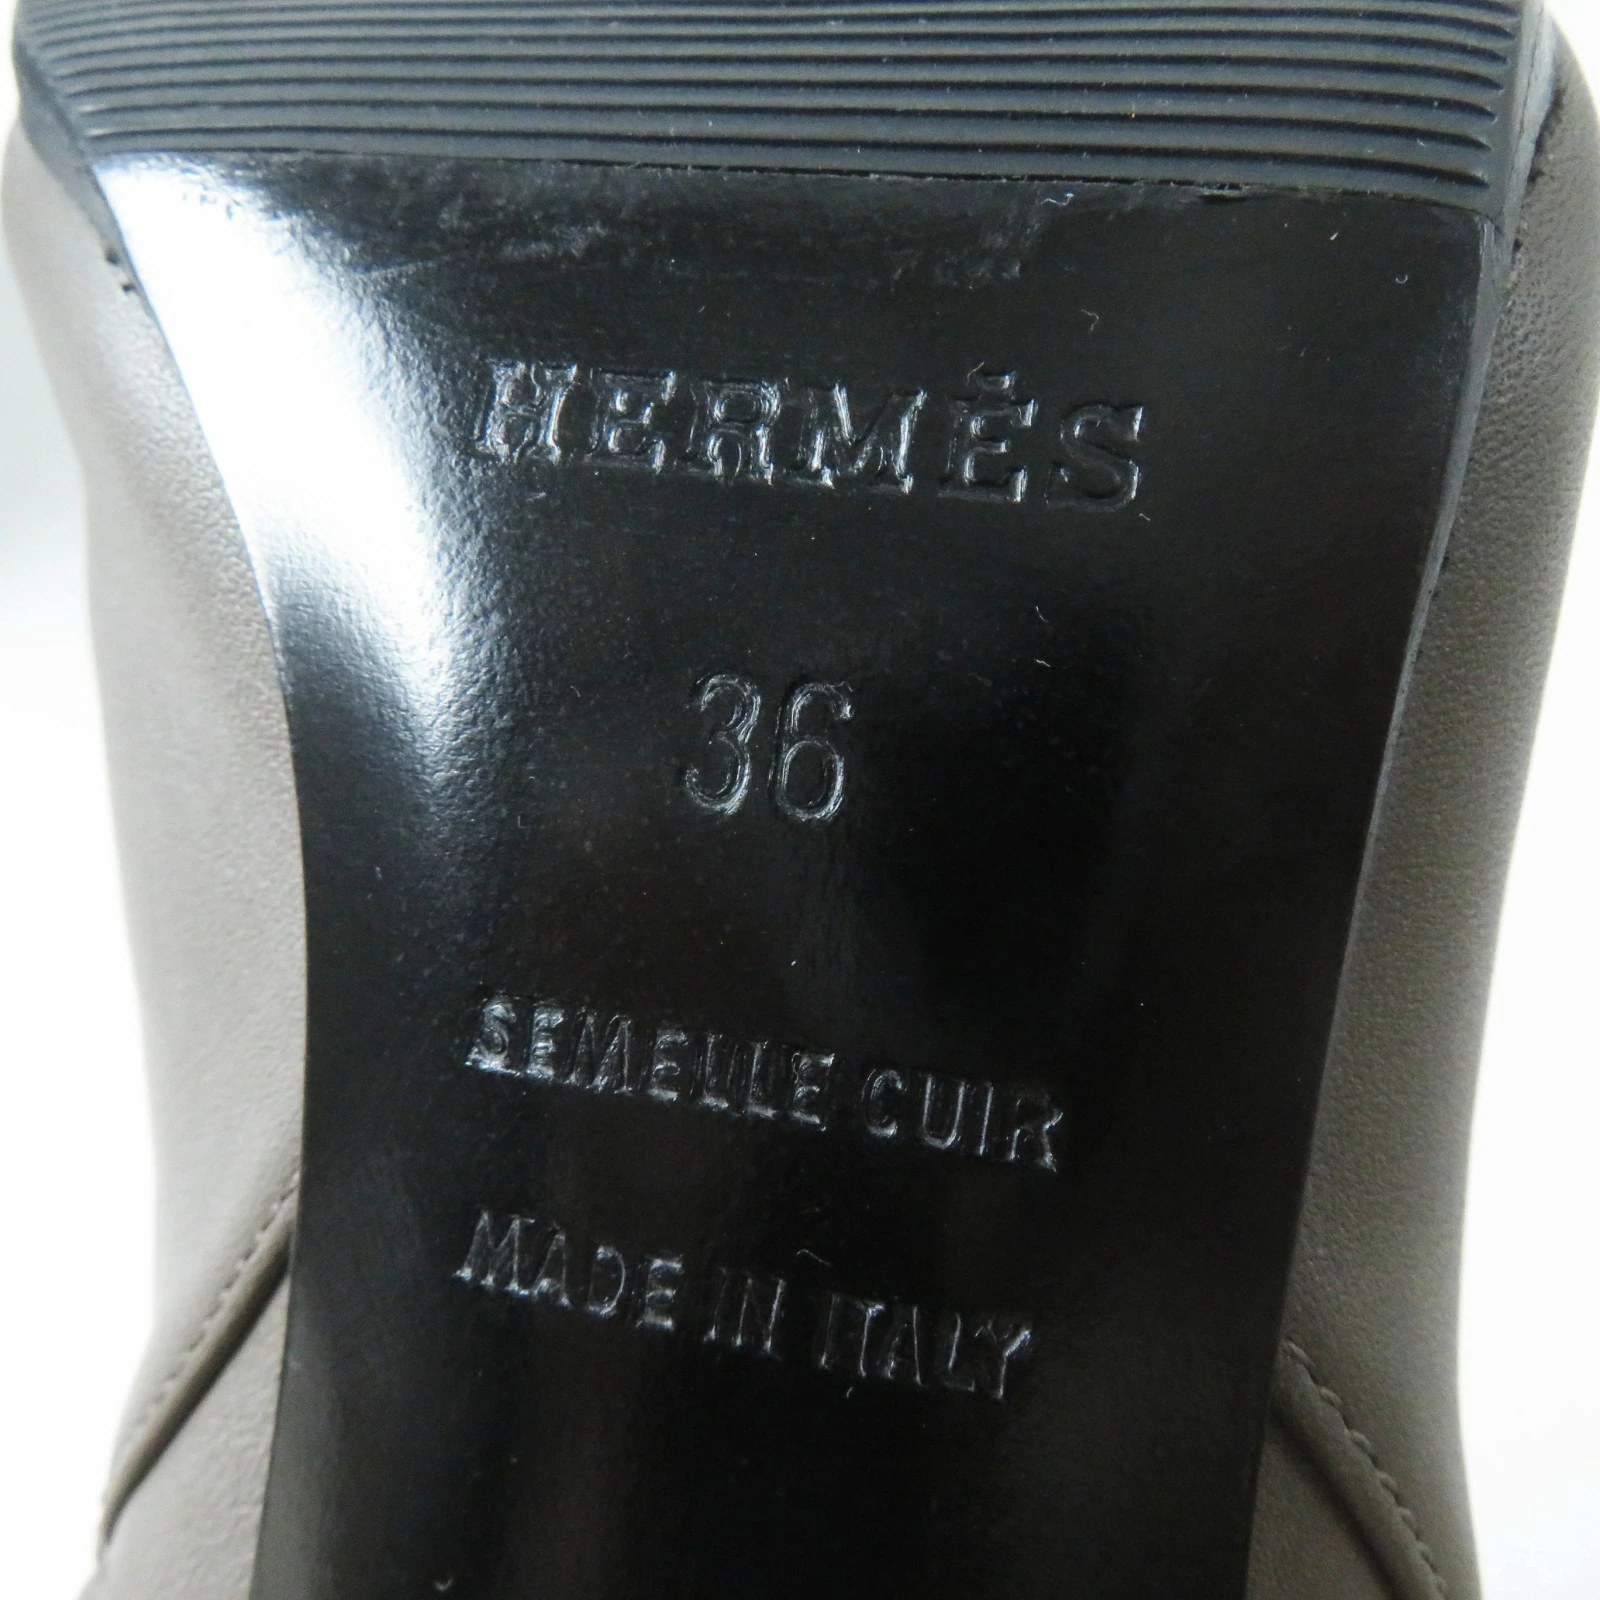 HERMÈS
36
SEMELLE CUIR
MADE IN ITALY